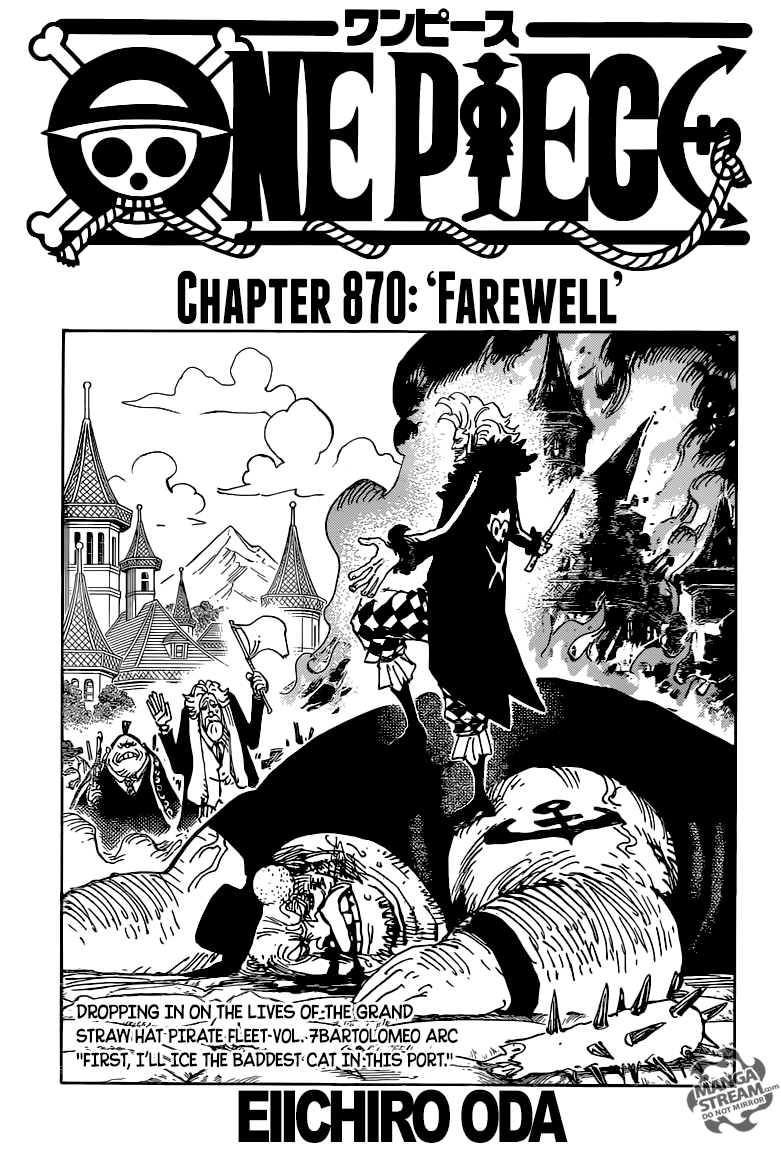 ワンピース
ONE PIECE
CHAPTER 870: ‘FAREWELL’
DROPPING IN ON THE LIVES OF THE GRAND
STRAW HAT PIRATE FLEET-VOL. 7BARTOLOMEO ARC
"FIRST, I'LL ICE THE BADDEST CAT IN THIS PORT."
MANGA
STREAM.com
DO NOT MIRROR
EIICHIRO ODA